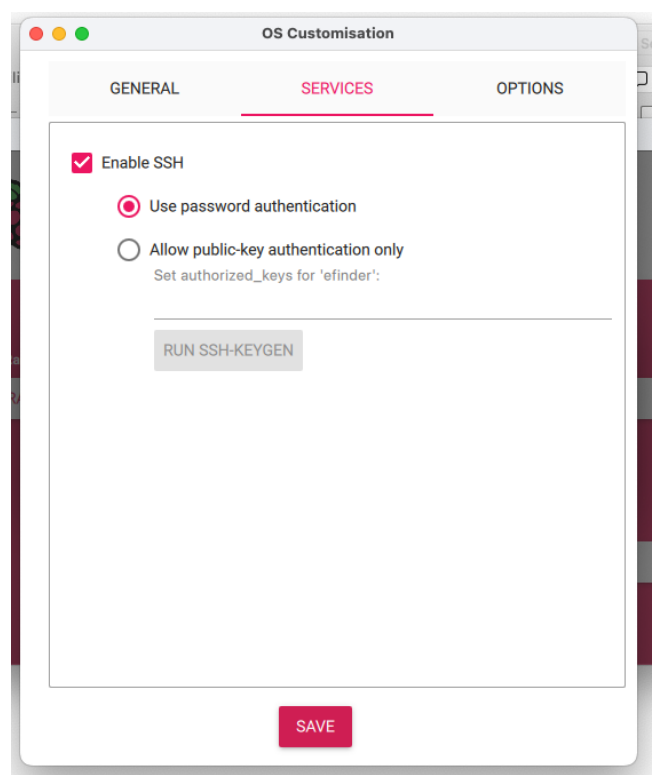 OS Customisation
GENERAL SERVICES OPTIONS
Enable SSH
Use password authentication
Allow public-key authentication only
Set authorized_keys for 'efinder':
RUN SSH-KEYGEN
SAVE